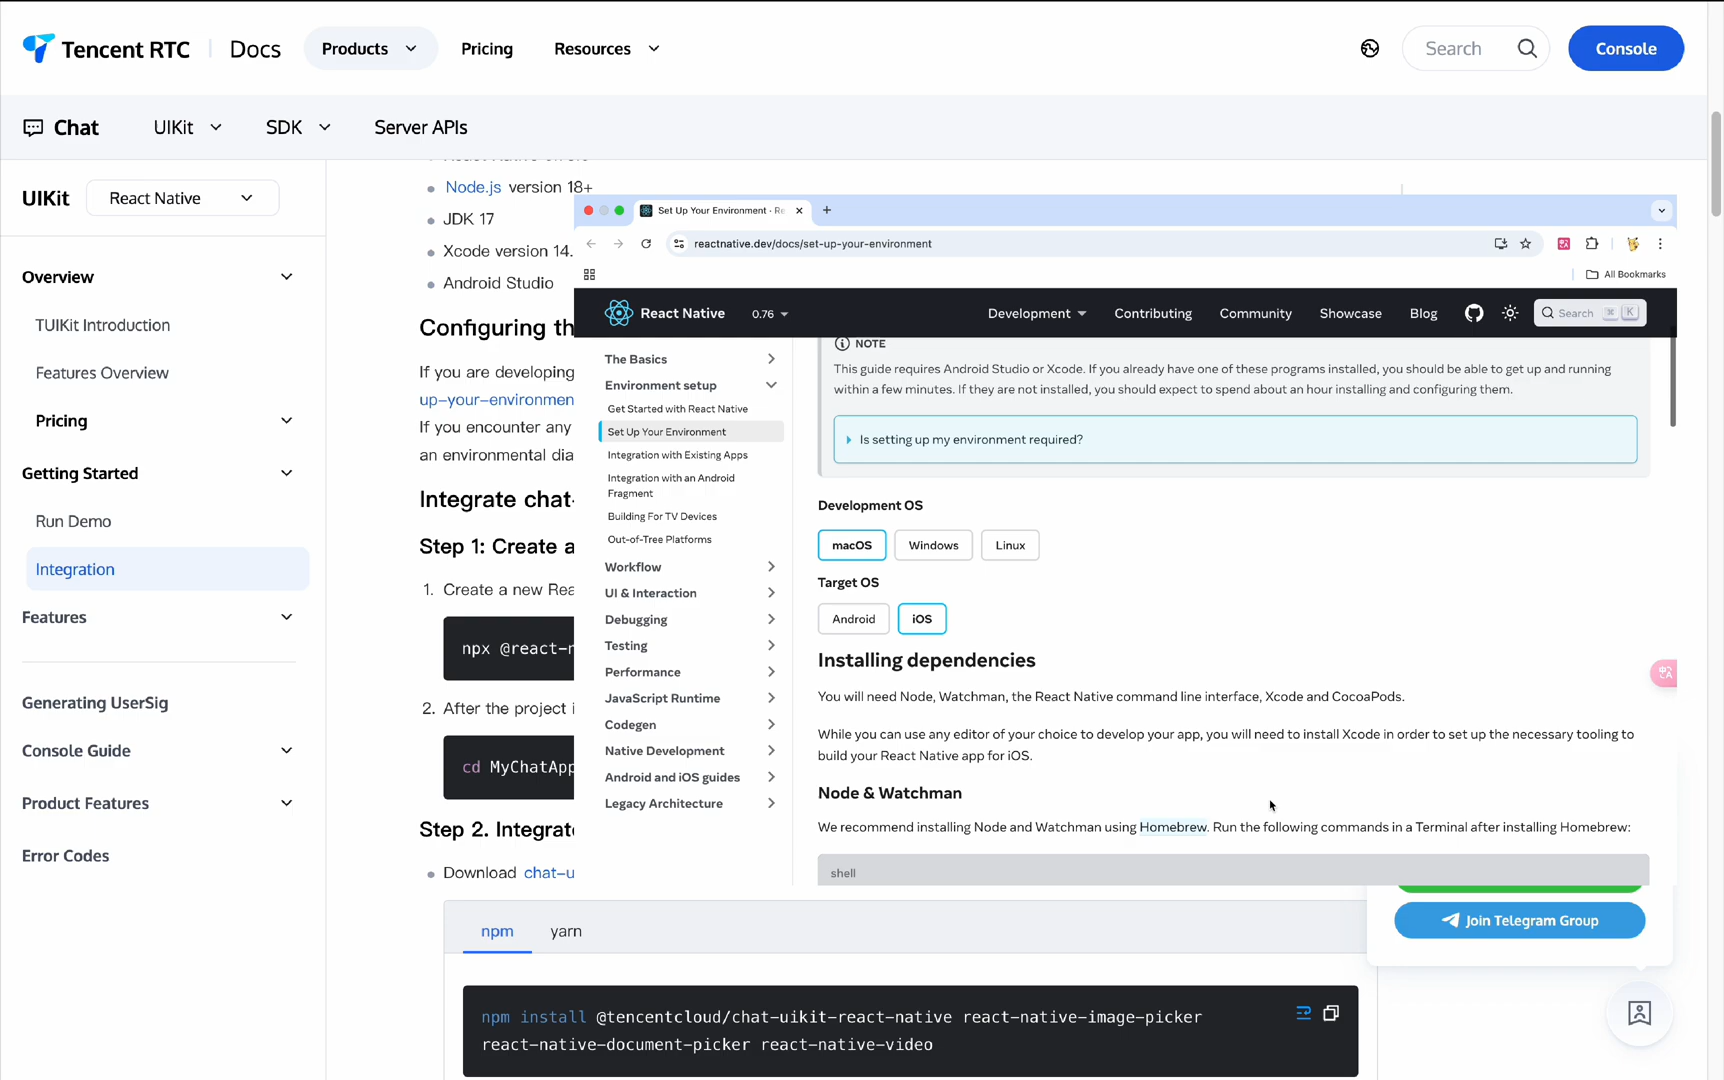 Tencent RTC
Docs
Products
Pricing
Resources
Search
Console
Chat
UIKit
SDK
Server APIs
UIKit
React Native
Overview
TUIKit Introduction
Features Overview
Pricing
Getting Started
Run Demo
Integration
Features
Generating UserSig
Console Guide
Product Features
Error Codes
Node.js version 18+
JDK 17
Xcode version 14.
Android Studio
Configuring th
If you are developing
up-your-environmen
If you encounter any
an environmental dia
Integrate chat-
Step 1: Create a
1. Create a new Rea
npx @react-n
2. After the project i
cd MyChatApp
Step 2. Integrate
Download chat-u
npm
yarn
npm install @tencentcloud/chat-uikit-react-native react-native-image-picker
react-native-document-picker react-native-video
Set Up Your Environment · Re
reactnative.dev/docs/set-up-your-environment
All Bookmarks
React Native
0.76
Development
Contributing
Community
Showcase
Blog
Search
⌘
K
The Basics
Environment setup
Get Started with React Native
Set Up Your Environment
Integration with Existing Apps
Integration with an Android
Fragment
Building For TV Devices
Out-of-Tree Platforms
Workflow
UI & Interaction
Debugging
Testing
Performance
JavaScript Runtime
Codegen
Native Development
Android and iOS guides
Legacy Architecture
NOTE
This guide requires Android Studio or Xcode. If you already have one of these programs installed, you should be able to get up and running
within a few minutes. If they are not installed, you should expect to spend about an hour installing and configuring them.
Is setting up my environment required?
Development OS
macOS
Windows
Linux
Target OS
Android
iOS
Installing dependencies
You will need Node, Watchman, the React Native command line interface, Xcode and CocoaPods.
While you can use any editor of your choice to develop your app, you will need to install Xcode in order to set up the necessary tooling to
build your React Native app for iOS.
Node & Watchman
We recommend installing Node and Watchman using Homebrew. Run the following commands in a Terminal after installing Homebrew:
shell
Join Telegram Group